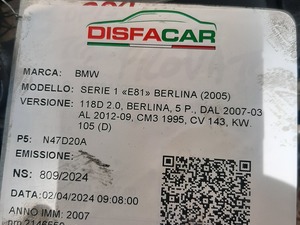 DISFACAR
MARCA: BMW
MODELLO: SERIE 1 «E81» BERLINA (2005)
VERSIONE: 118D 2.0, BERLINA, 5 P., DAL 2007-03
AL 2012-09, CM3 1995, CV 143, KW.
105 (D)
P5: N47D20A
EMISSIONE:
NS: 809/2024
DATA: 02/04/2024 09:08:00
ANNO IMM: 2007